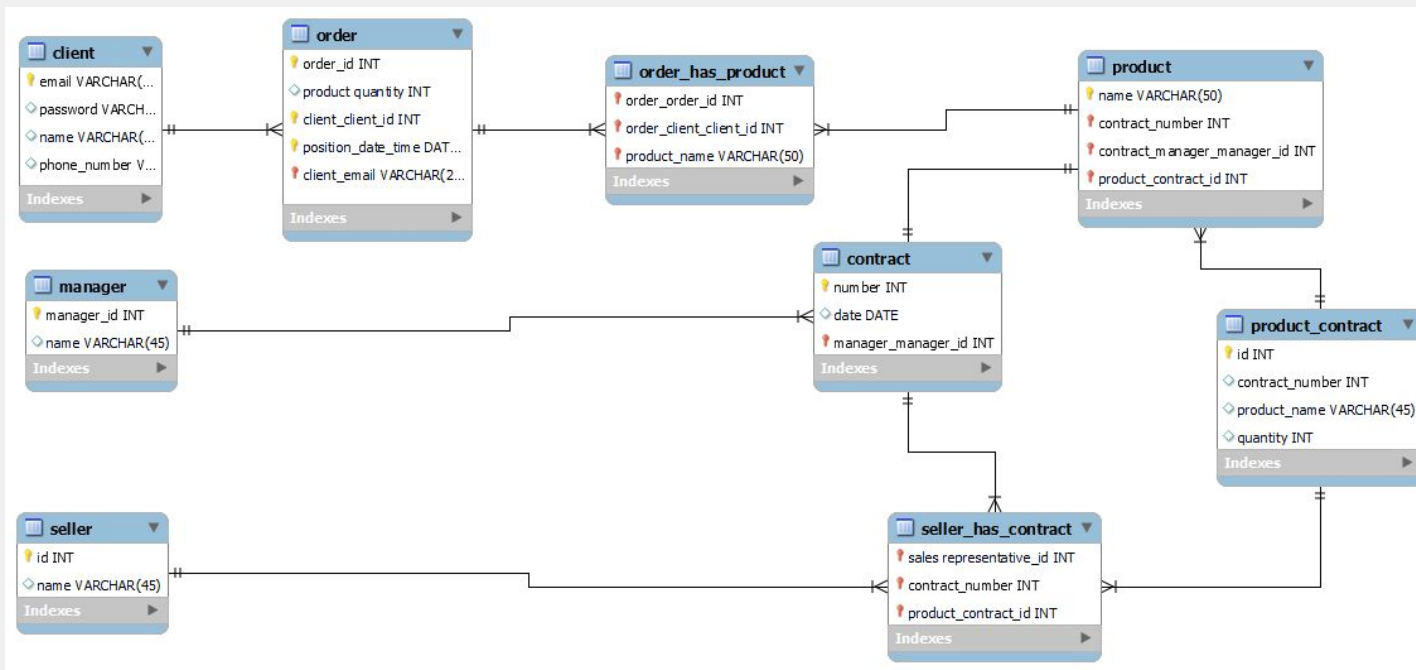 client
email VARCHAR(...
password VARCH...
name VARCHAR(...
phone_number V...
Indexes
order
order_id INT
product quantity INT
client_client_id INT
position_date_time DAT...
client_email VARCHAR(2...
Indexes
order_has_product
order_order_id INT
order_client_client_id INT
product_name VARCHAR(50)
Indexes
product
name VARCHAR(50)
contract_number INT
contract_manager_manager_id INT
product_contract_id INT
Indexes
manager
manager_id INT
name VARCHAR(45)
Indexes
contract
number INT
date DATE
manager_manager_id INT
Indexes
product_contract
id INT
contract_number INT
product_name VARCHAR(45)
quantity INT
Indexes
seller
id INT
name VARCHAR(45)
Indexes
seller_has_contract
sales representative_id INT
contract_number INT
product_contract_id INT
Indexes